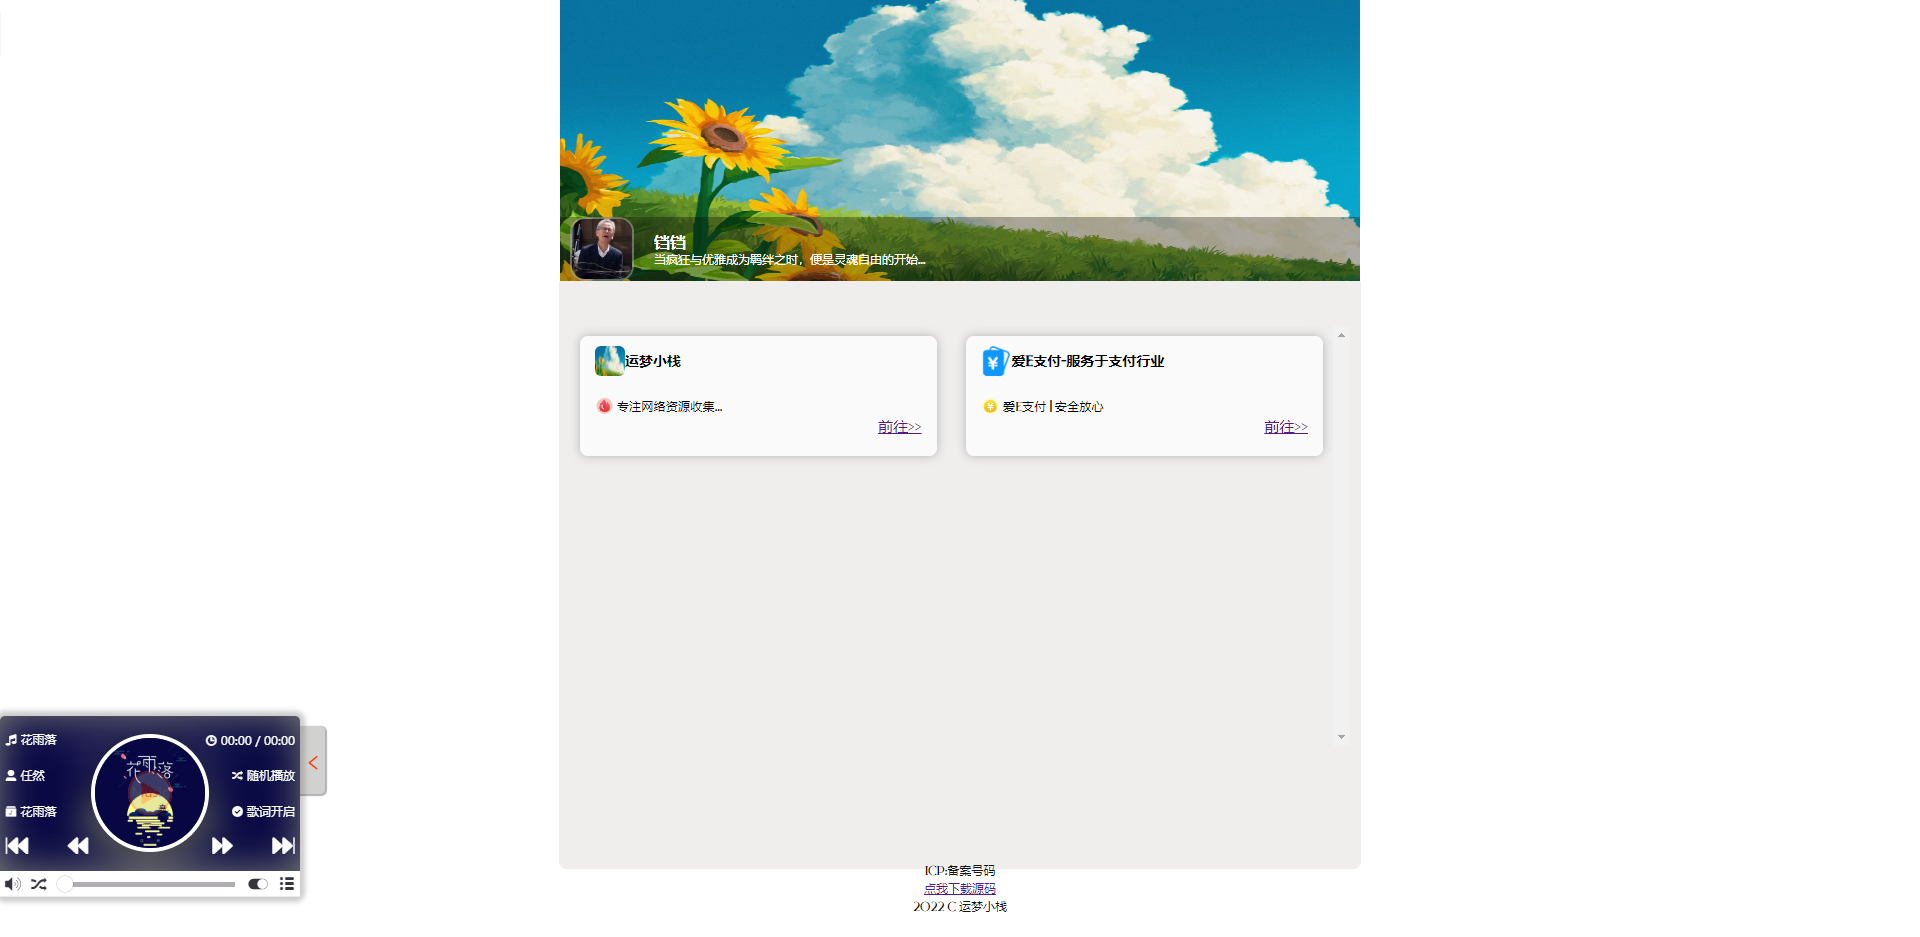 铛铛
当疯狂与优雅成为羁绊之时，便是灵魂自由的开始...
运梦小栈
专注网络资源收集...
前往>>
爱E支付-服务于支付行业
爱E支付 | 安全放心
前往>>
花雨落
00:00 / 00:00
任然
随机播放
花雨落
歌词开启
花雨落
ICP:备案号码
点我下载源码
2022 C 运梦小栈